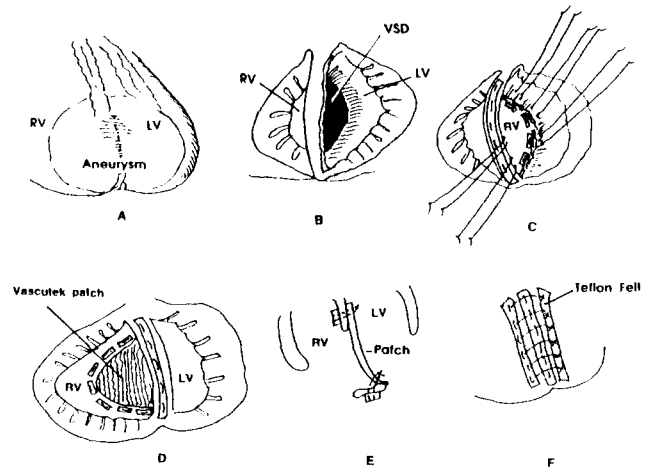 RV
LV
Aneurysm
A
VSD
RV
LV
B
RV
C
Vascutek patch
RV
LV
D
LV
RV
Patch
E
Teflon Felt
F